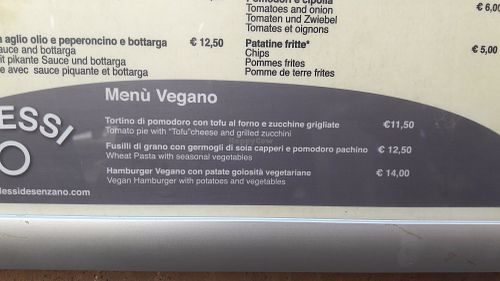 Pomodori e cipolla
Tomatoes and onion
€ 6,0
Tomaten und Zwiebel
Tomates et oignons
aglio olio e peperoncino e bottarga
€ 12,50
sauce and bottarga
it pikante Sauce und bottarga
e avec sauce piquante et bottarga
Patatine fritte*
€ 5,00
Chips
Pommes frites
Pomme de terre frites
Menù Vegano
Tortino di pomodoro con tofu al forno e zucchine grigliate €11,50
Tomato pie with "Tofu"cheese and grilled zucchini
Fusilli di grano con germogli di soia capperi e pomodoro pachino € 12,50
Wheat Pasta with seasonal vegetables
Hamburger Vegano con patate golosità vegetariane € 14,00
Vegan Hamburger with potatoes and vegetables
ESSI
O
lessidesenzano.com